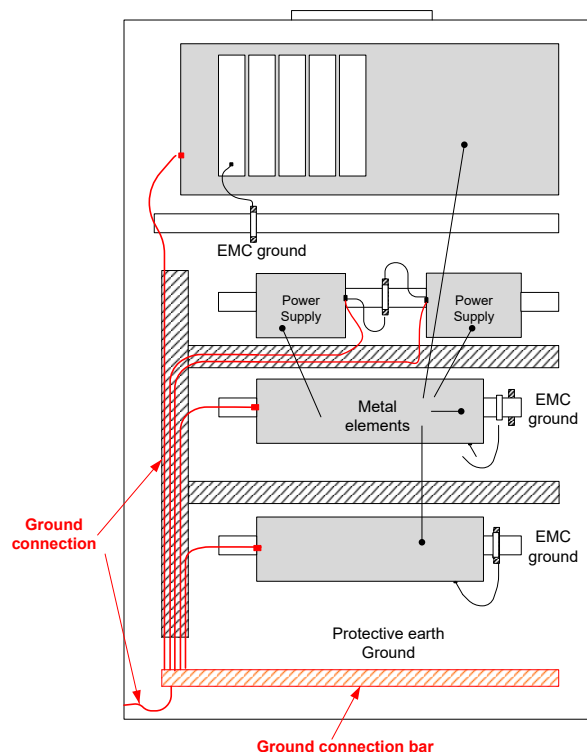 EMC ground
Power
Supply
Power
Supply
Metal
elements
EMC
ground
Ground
connection
EMC
ground
Protective earth
Ground
Ground connection bar